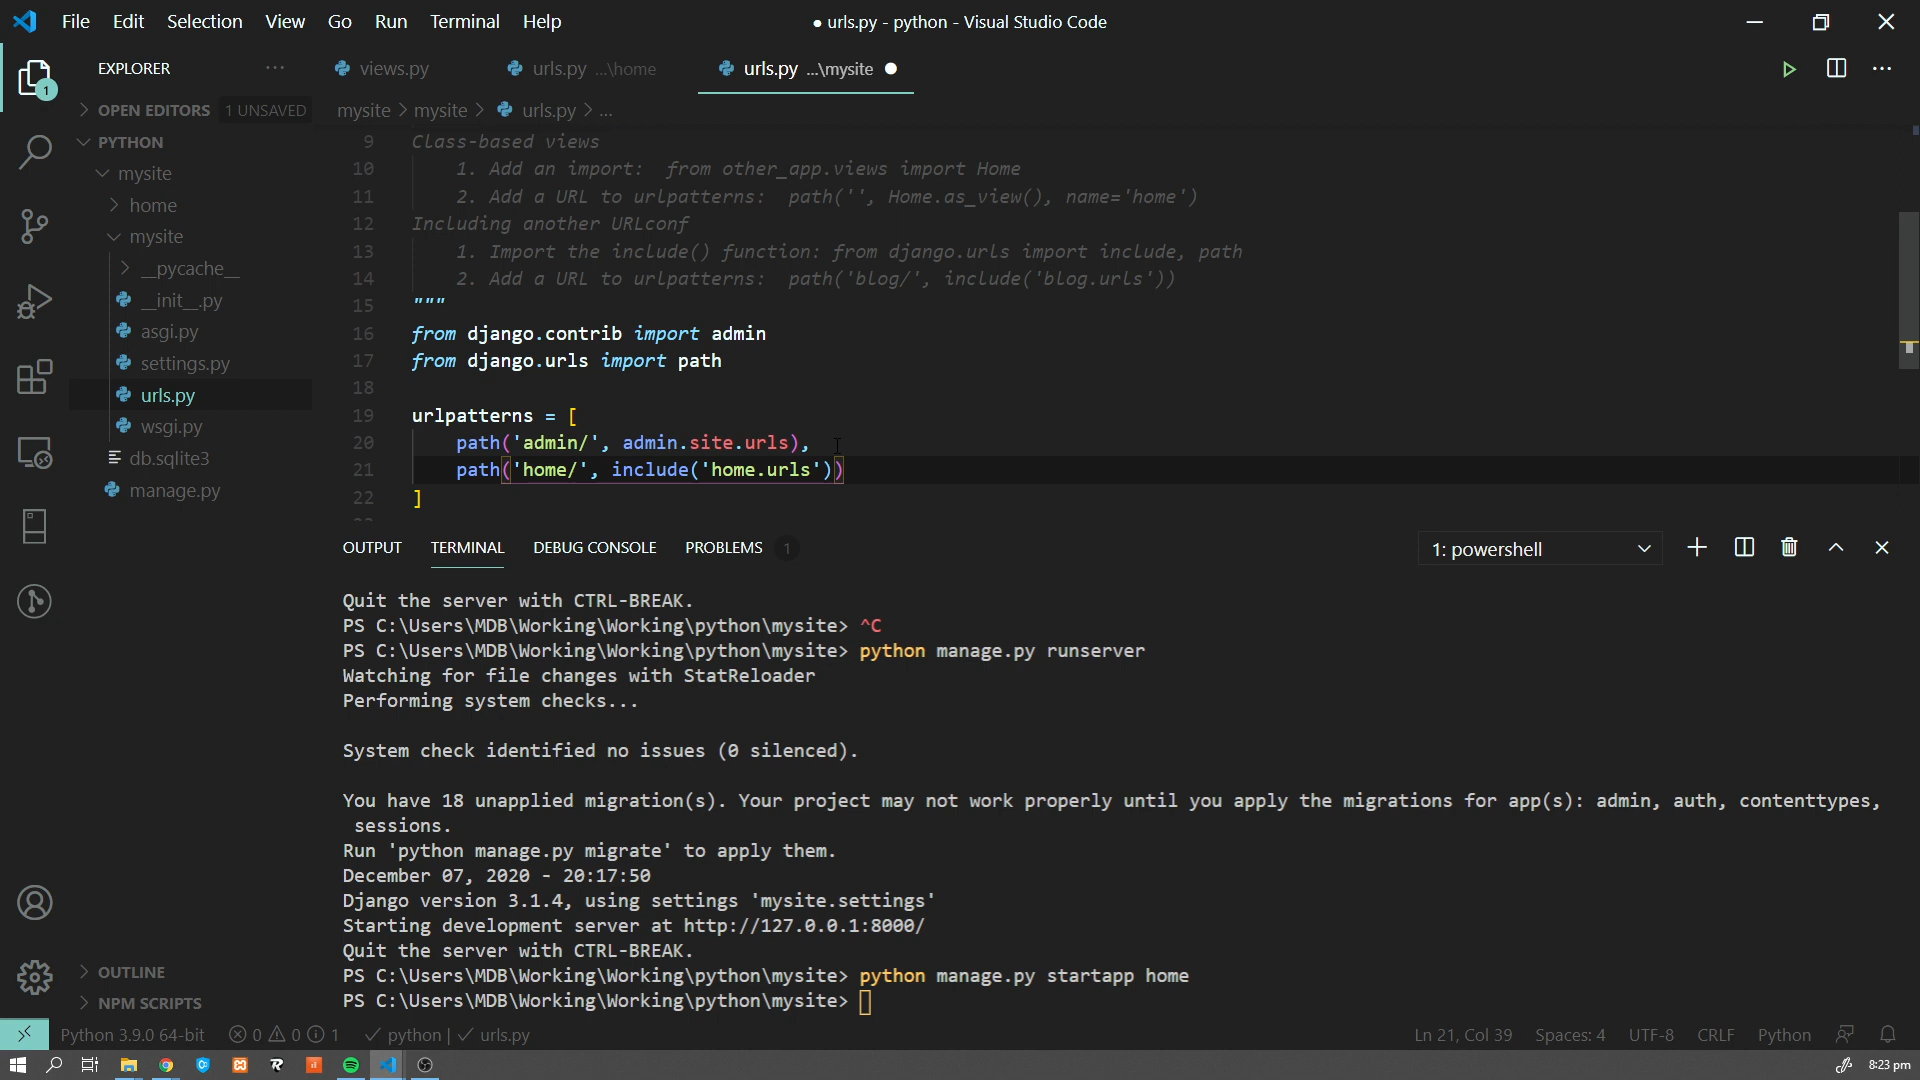 File Edit Selection View Go Run Terminal Help
● urls.py - python - Visual Studio Code
EXPLORER ...
views.py
urls.py ...\home
urls.py ...\mysite
1
OPEN EDITORS 1 UNSAVED
PYTHON
mysite
home
mysite
__pycache__
__init__.py
asgi.py
settings.py
urls.py
wsgi.py
db.sqlite3
manage.py
OUTLINE
NPM SCRIPTS
mysite > mysite > urls.py > ...
9 Class-based views
10 1. Add an import: from other_app.views import Home
11 2. Add a URL to urlpatterns: path('', Home.as_view(), name='home')
12 Including another URLconf
13 1. Import the include() function: from django.urls import include, path
14 2. Add a URL to urlpatterns: path('blog/', include('blog.urls'))
15 """
16 from django.contrib import admin
17 from django.urls import path
18
19 urlpatterns = [
20 path('admin/', admin.site.urls),
21 path('home/', include('home.urls'))
22 ]
OUTPUT TERMINAL DEBUG CONSOLE PROBLEMS 1
1: powershell
Quit the server with CTRL-BREAK.
PS C:\Users\MDB\Working\Working\python\mysite> ^C
PS C:\Users\MDB\Working\Working\python\mysite> python manage.py runserver
Watching for file changes with StatReloader
Performing system checks...
System check identified no issues (0 silenced).
You have 18 unapplied migration(s). Your project may not work properly until you apply the migrations for app(s): admin, auth, contenttypes,
sessions.
Run 'python manage.py migrate' to apply them.
December 07, 2020 - 20:17:50
Django version 3.1.4, using settings 'mysite.settings'
Starting development server at http://127.0.0.1:8000/
Quit the server with CTRL-BREAK.
PS C:\Users\MDB\Working\Working\python\mysite> python manage.py startapp home
PS C:\Users\MDB\Working\Working\python\mysite>
Python 3.9.0 64-bit 0 0 1 python | urls.py
Ln 21, Col 39 Spaces: 4 UTF-8 CRLF Python
8:23 pm